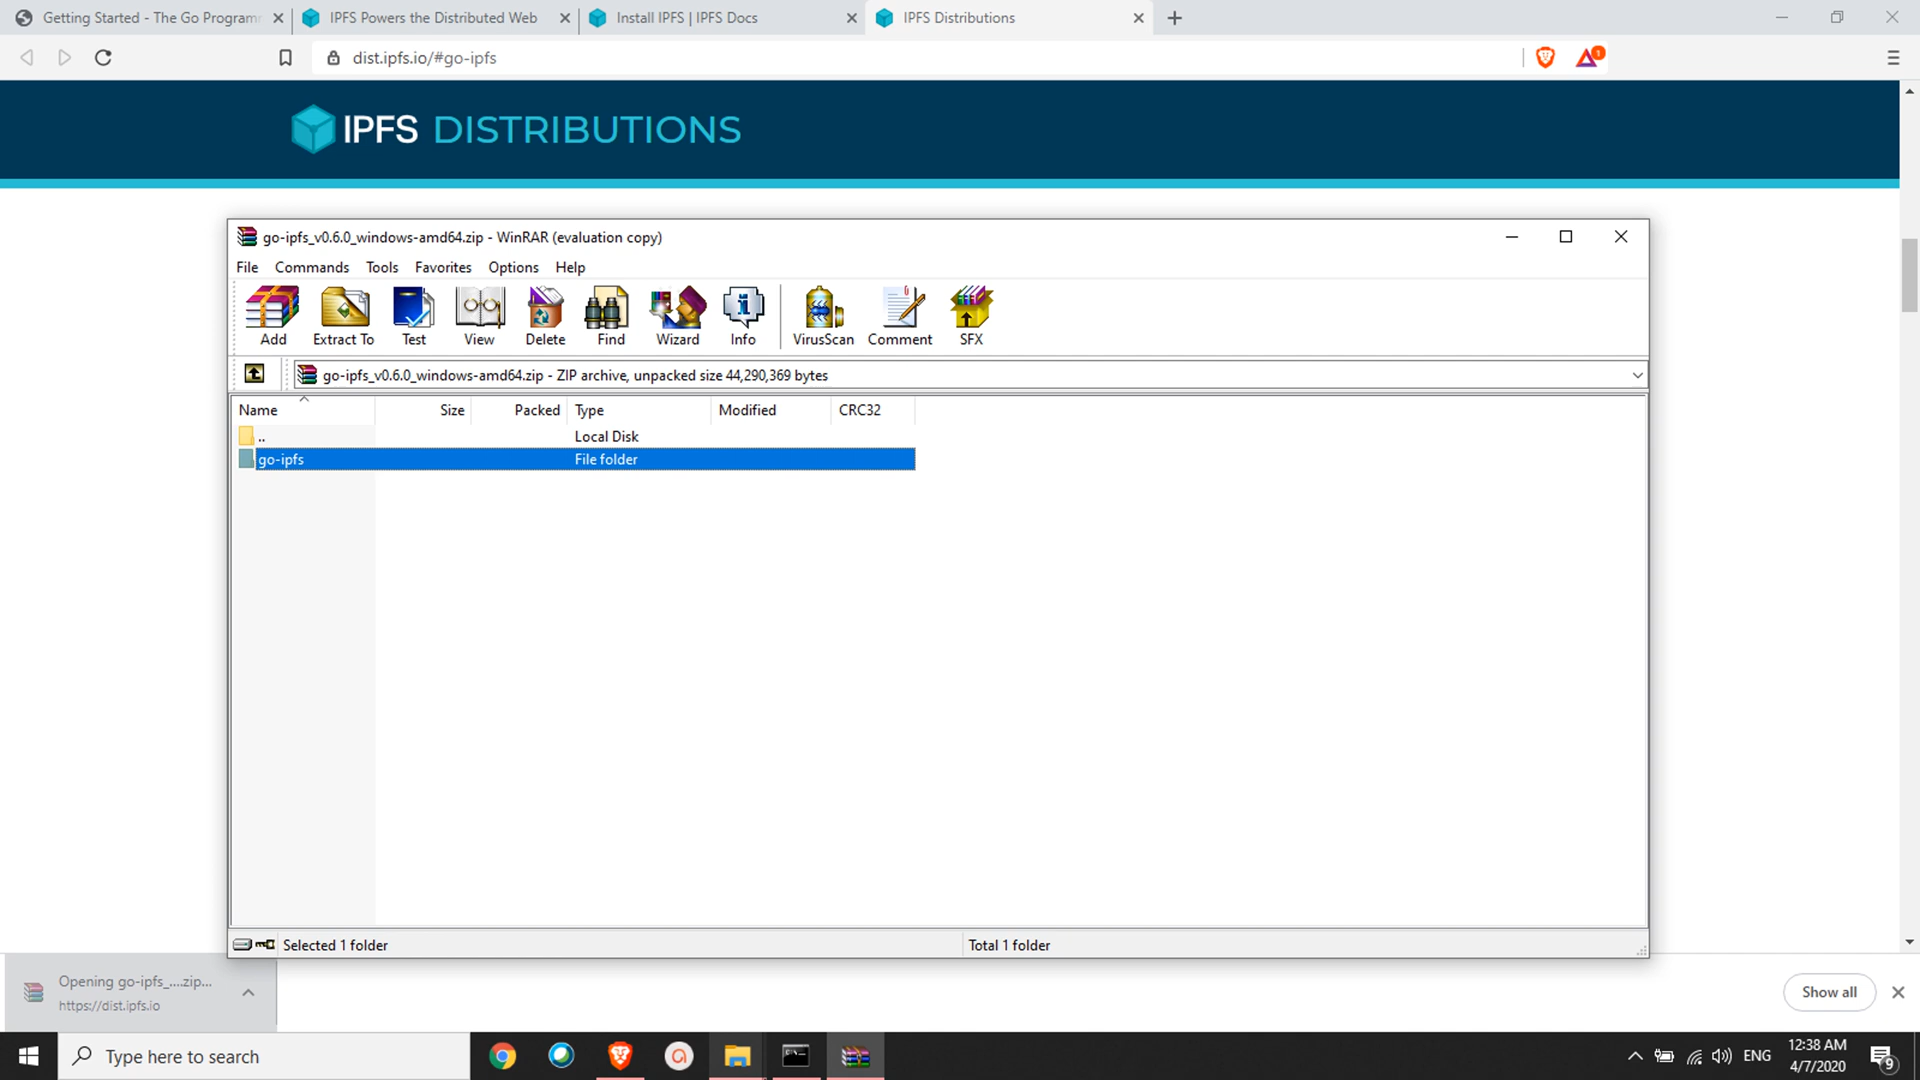 Getting Started - The Go Programm
IPFS Powers the Distributed Web
Install IPFS | IPFS Docs
IPFS Distributions
dist.ipfs.io/#go-ipfs
1
IPFS DISTRIBUTIONS
go-ipfs_v0.6.0_windows-amd64.zip - WinRAR (evaluation copy)
File Commands Tools Favorites Options Help
Add Extract To Test View Delete Find Wizard Info VirusScan Comment SFX
go-ipfs_v0.6.0_windows-amd64.zip - ZIP archive, unpacked size 44,290,369 bytes
Name Size Packed Type Modified CRC32
.. Local Disk
go-ipfs File folder
Selected 1 folder
Total 1 folder
Opening go-ipfs_....zip...
https://dist.ipfs.io
Show all
Type here to search
ENG
12:38 AM
4/7/2020
9